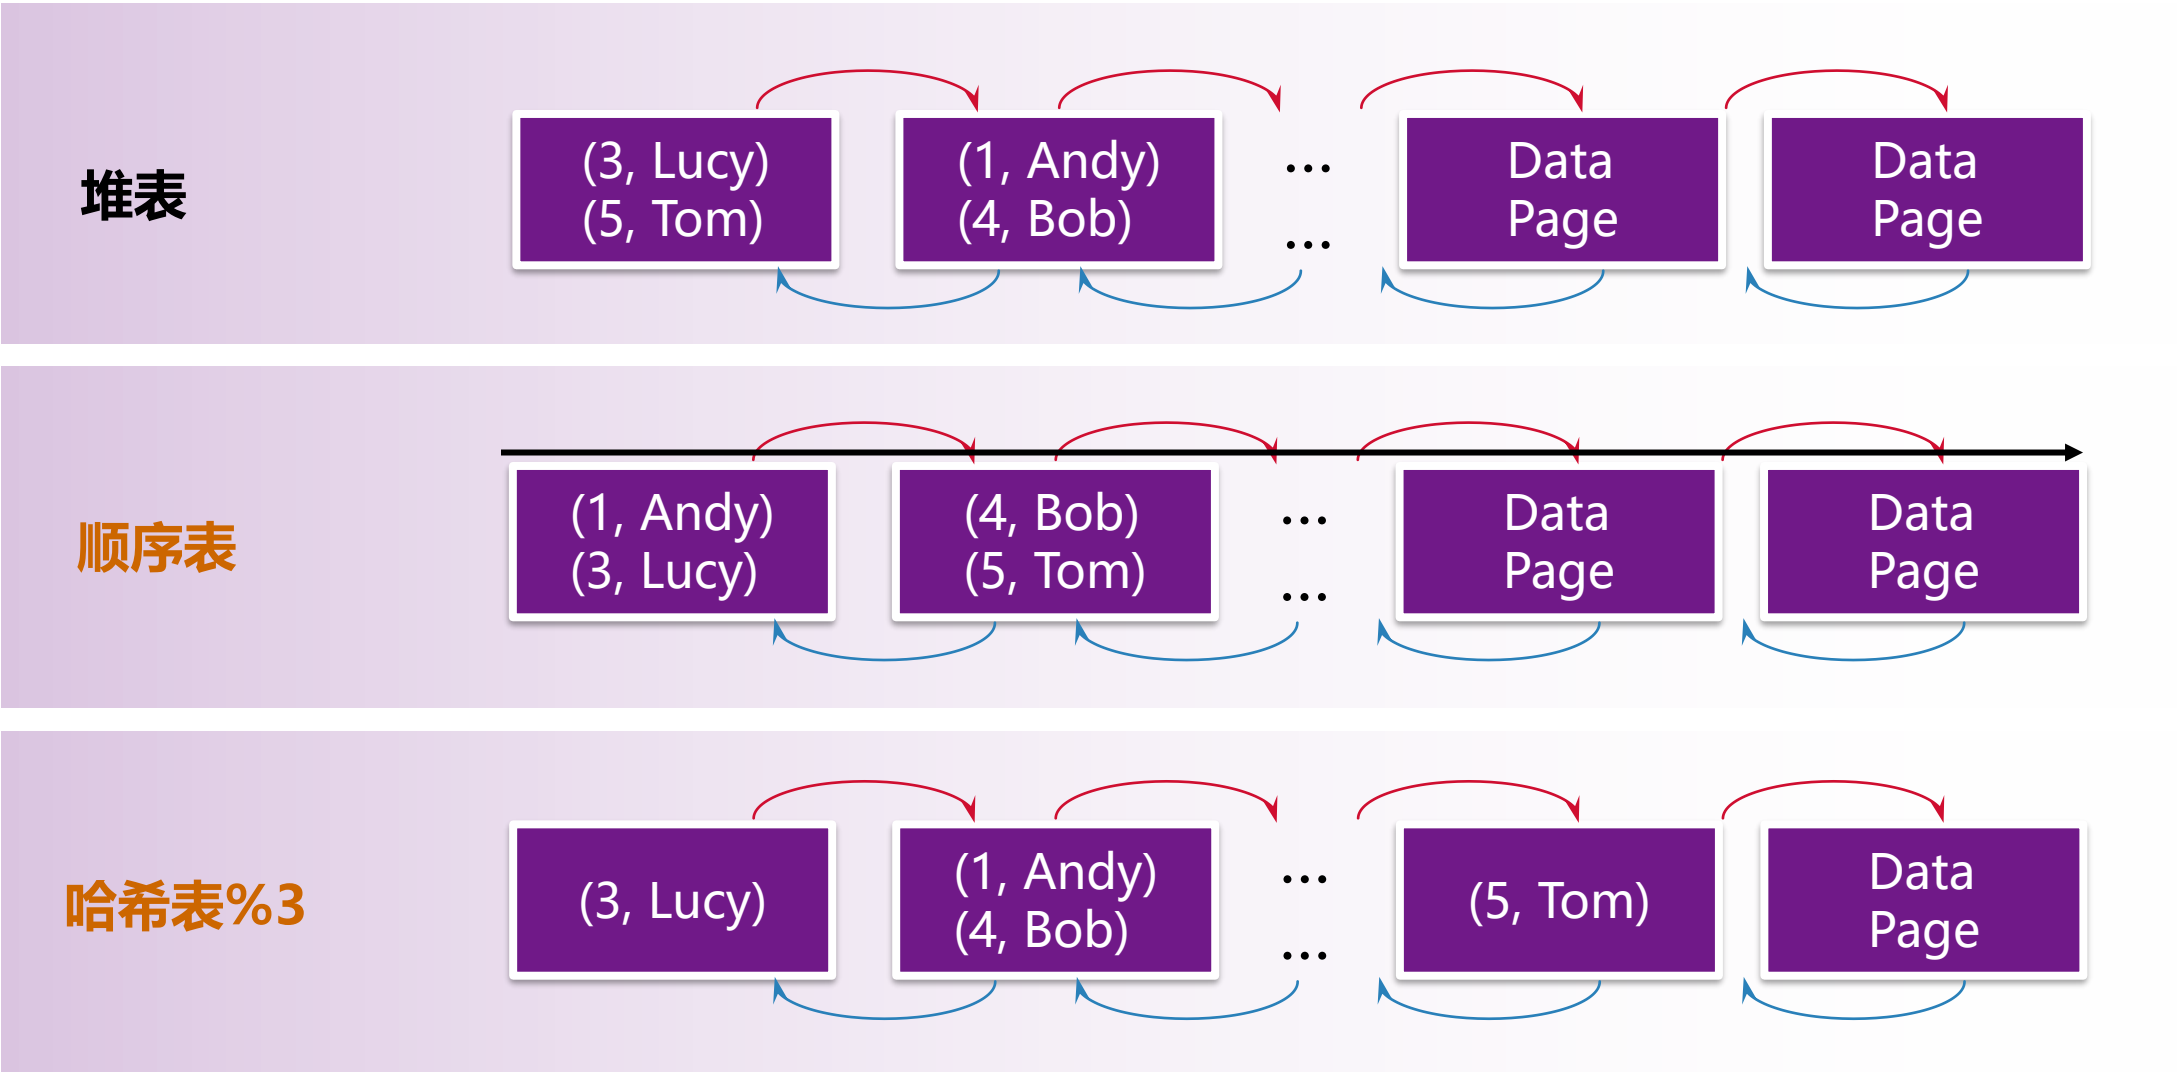 堆表
(3, Lucy)
(5, Tom)
(1, Andy)
(4, Bob)
...
...
Data
Page
Data
Page
顺序表
(1, Andy)
(3, Lucy)
(4, Bob)
(5, Tom)
...
...
Data
Page
Data
Page
哈希表%3
(3, Lucy)
(1, Andy)
(4, Bob)
...
...
(5, Tom)
Data
Page